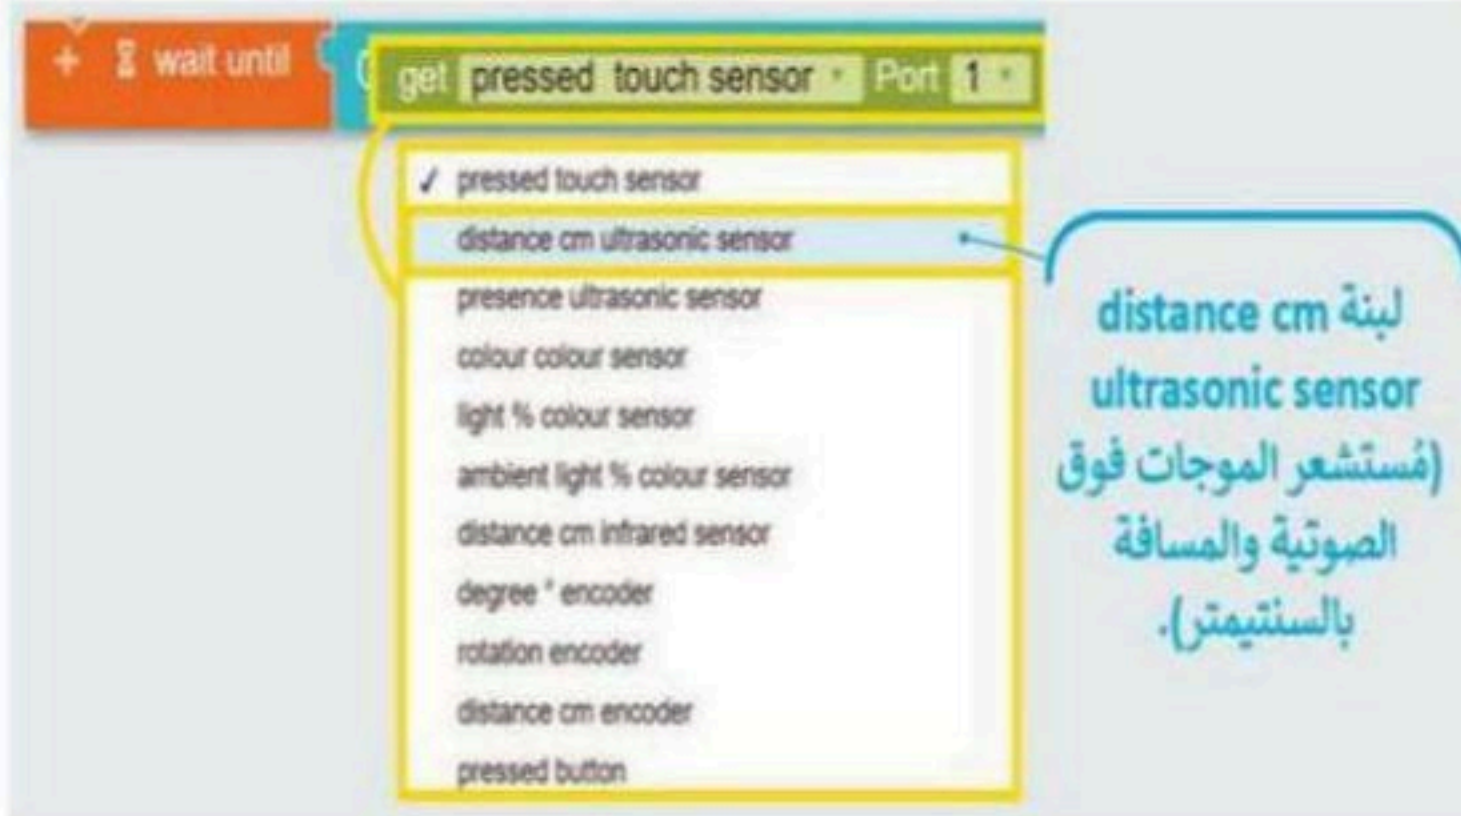 + wait until get pressed touch sensor Port 1
✓ pressed touch sensor
distance cm ultrasonic sensor
presence ultrasonic sensor
colour colour sensor
light % colour sensor
ambient light % colour sensor
distance cm infrared sensor
degree ° encoder
rotation encoder
distance cm encoder
pressed button
لبنة distance cm
ultrasonic sensor
(مُستشعر الموجات فوق
الصوتية والمسافة
بالسنتيمتر).